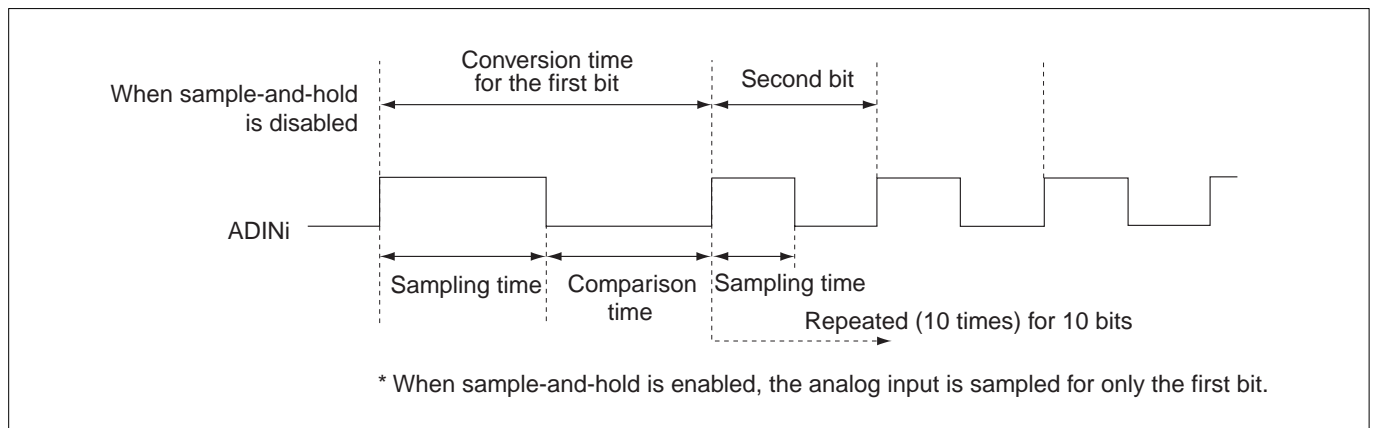 Conversion time
for the first bit
Second bit
When sample-and-hold
is disabled
ADINi
Sampling time
Comparison
time
Sampling time
Repeated (10 times) for 10 bits
* When sample-and-hold is enabled, the analog input is sampled for only the first bit.